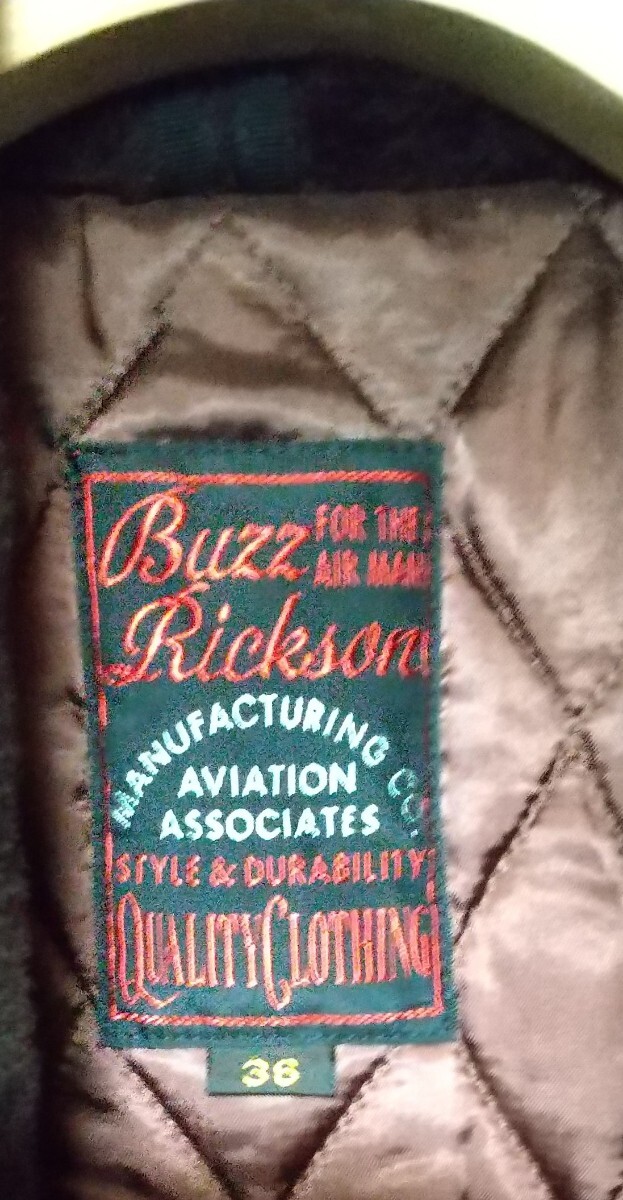 Buzz FOR THE
AIR MAN
Rickson
MANUFACTURING CO.
AVIATION
ASSOCIATES
STYLE & DURABILITY
QUALITY CLOTHING
36